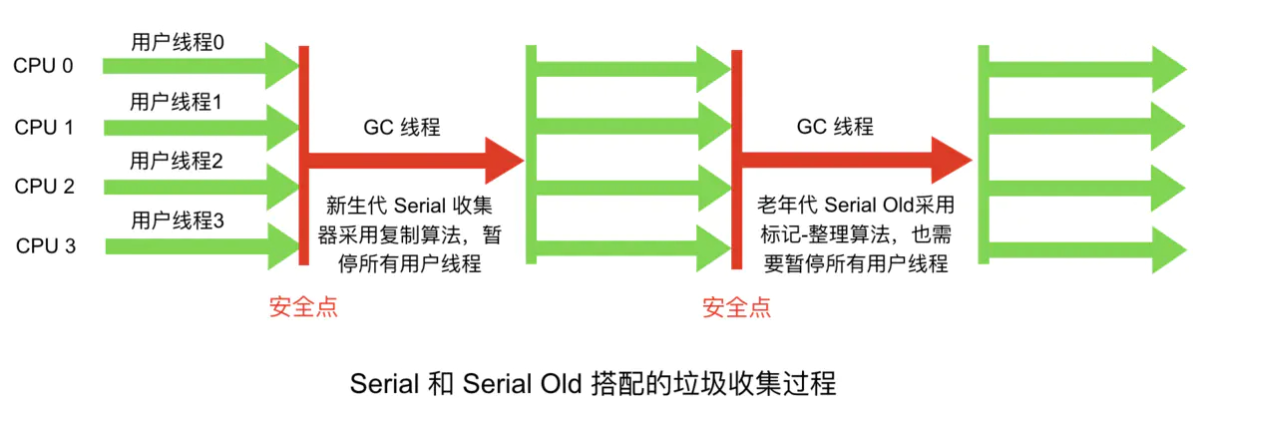 用户线程0
CPU 0
用户线程1
CPU 1
用户线程2
CPU 2
用户线程3
CPU 3
GC 线程
新生代 Serial 收集
器采用复制算法，暂
停所有用户线程
安全点
GC 线程
老年代 Serial Old采用
标记-整理算法，也需
要暂停所有用户线程
安全点
Serial 和 Serial Old 搭配的垃圾收集过程